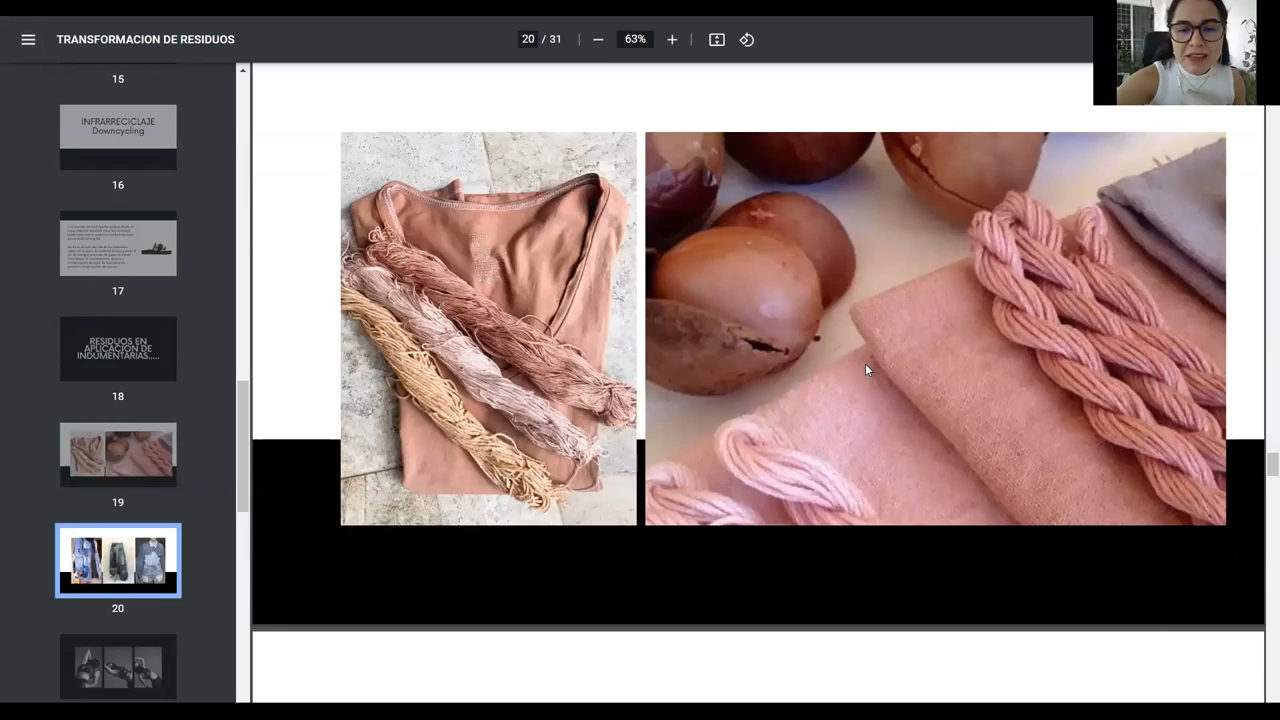 TRANSFORMACION DE RESIDUOS
20 / 31
63%
15
INFRARRECICLAJE
Downcycling
16
17
RESIDUOS EN
APLICACION DE
INDUMENTARIAS.....
18
19
20